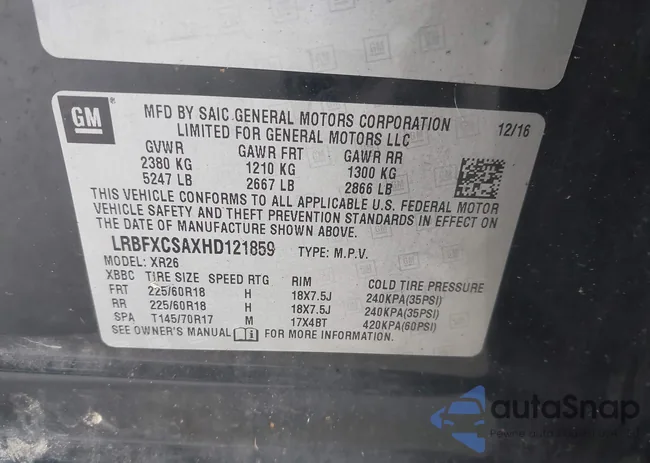 GM
MFD BY SAIC GENERAL MOTORS CORPORATION
LIMITED FOR GENERAL MOTORS LLC
12/16
GVWR GAWR FRT GAWR RR
2380 KG 1210 KG 1300 KG
5247 LB 2667 LB 2866 LB
THIS VEHICLE CONFORMS TO ALL APPLICABLE U.S. FEDERAL MOTOR
VEHICLE SAFETY AND THEFT PREVENTION STANDARDS IN EFFECT ON
THE DATE OF MANUFACTURE SHOWN ABOVE.
LRBFXCSAXHD121859 TYPE: M.P.V.
MODEL: XR26
XBBC TIRE SIZE SPEED RTG RIM COLD TIRE PRESSURE
FRT 225/60R18 H 18X7.5J 240KPA(35PSI)
RR 225/60R18 H 18X7.5J 240KPA(35PSI)
SPA T145/70R17 M 17X4BT 420KPA(60PSI)
SEE OWNER'S MANUAL FOR MORE INFORMATION.
autaSnap